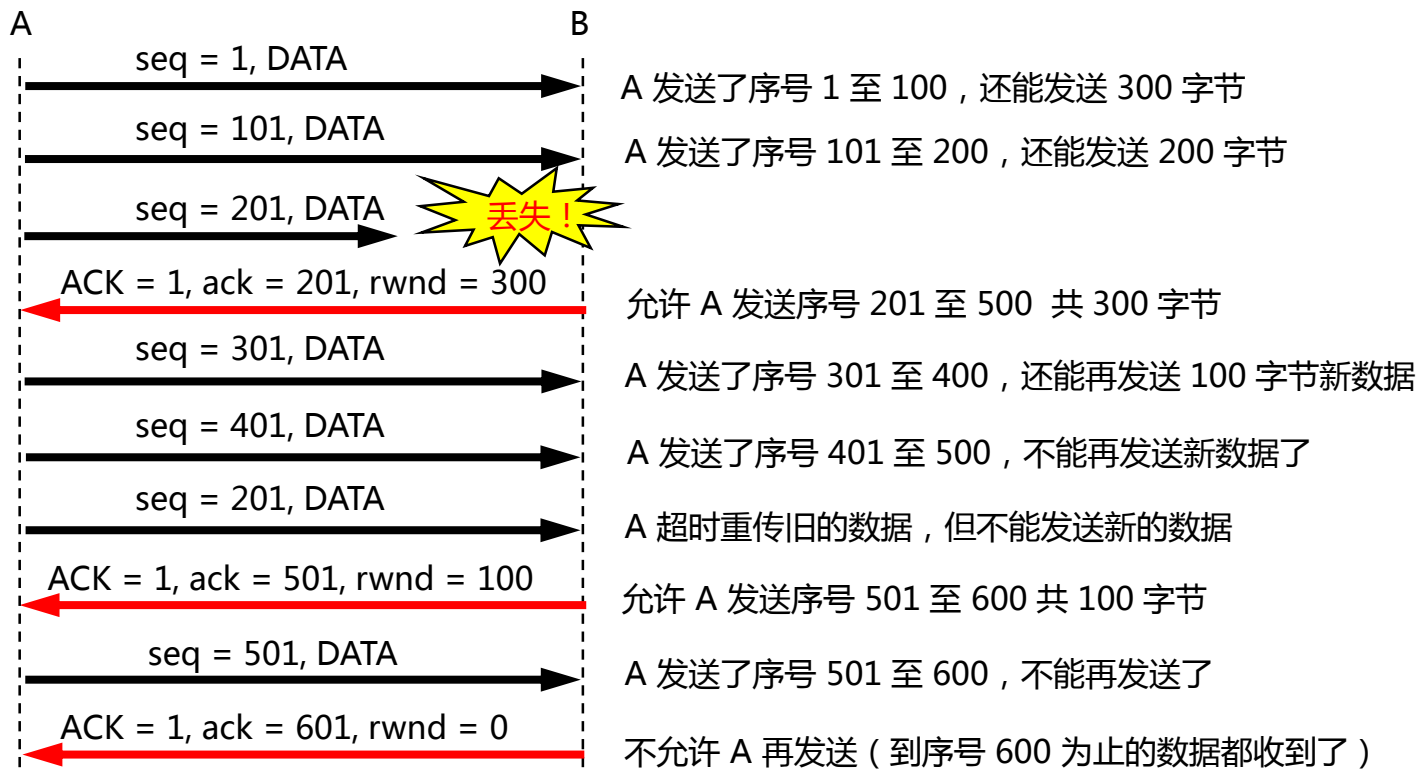 A B
seq = 1, DATA
A 发送了序号 1 至 100，还能发送 300 字节
seq = 101, DATA
A 发送了序号 101 至 200，还能发送 200 字节
seq = 201, DATA
丢失！
ACK = 1, ack = 201, rwnd = 300
允许 A 发送序号 201 至 500 共 300 字节
seq = 301, DATA
A 发送了序号 301 至 400，还能再发送 100 字节新数据
seq = 401, DATA
A 发送了序号 401 至 500，不能再发送新数据了
seq = 201, DATA
A 超时重传旧的数据，但不能发送新的数据
ACK = 1, ack = 501, rwnd = 100
允许 A 发送序号 501 至 600 共 100 字节
seq = 501, DATA
A 发送了序号 501 至 600，不能再发送了
ACK = 1, ack = 601, rwnd = 0
不允许 A 再发送（到序号 600 为止的数据都收到了）